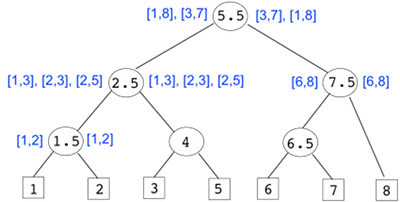 [1,8], [3,7] 5.5 [3,7], [1,8]
[1,3], [2,3], [2,5] 2.5 [1,3], [2,3], [2,5] [6,8] 7.5 [6,8]
[1,2] 1.5 [1,2] 4 6.5
1 2 3 5 6 7 8